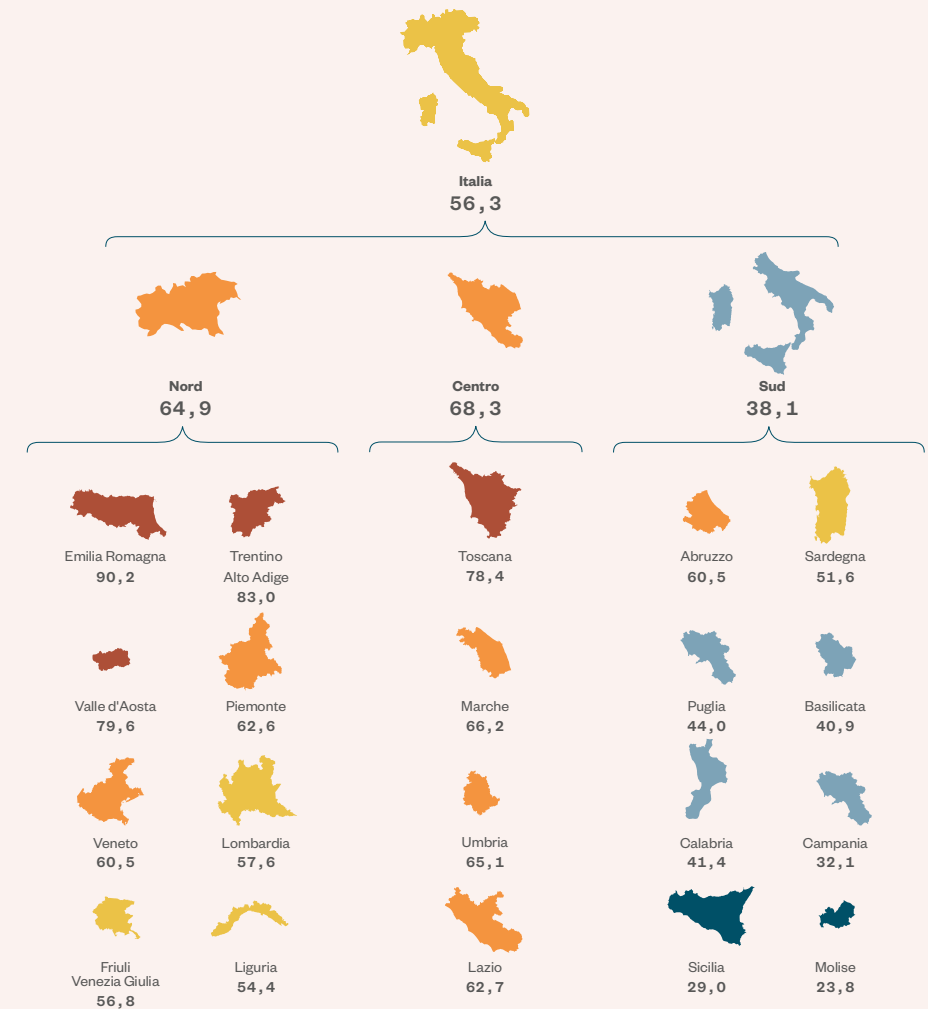 Italia
56,3
Nord
64,9
Centro
68,3
Sud
38,1
Emilia Romagna
90,2
Trentino
Alto Adige
83,0
Toscana
78,4
Abruzzo
60,5
Sardegna
51,6
Valle d'Aosta
79,6
Piemonte
62,6
Marche
66,2
Puglia
44,0
Basilicata
40,9
Veneto
60,5
Lombardia
57,6
Umbria
65,1
Calabria
41,4
Campania
32,1
Friuli
Venezia Giulia
56,8
Liguria
54,4
Lazio
62,7
Sicilia
29,0
Molise
23,8